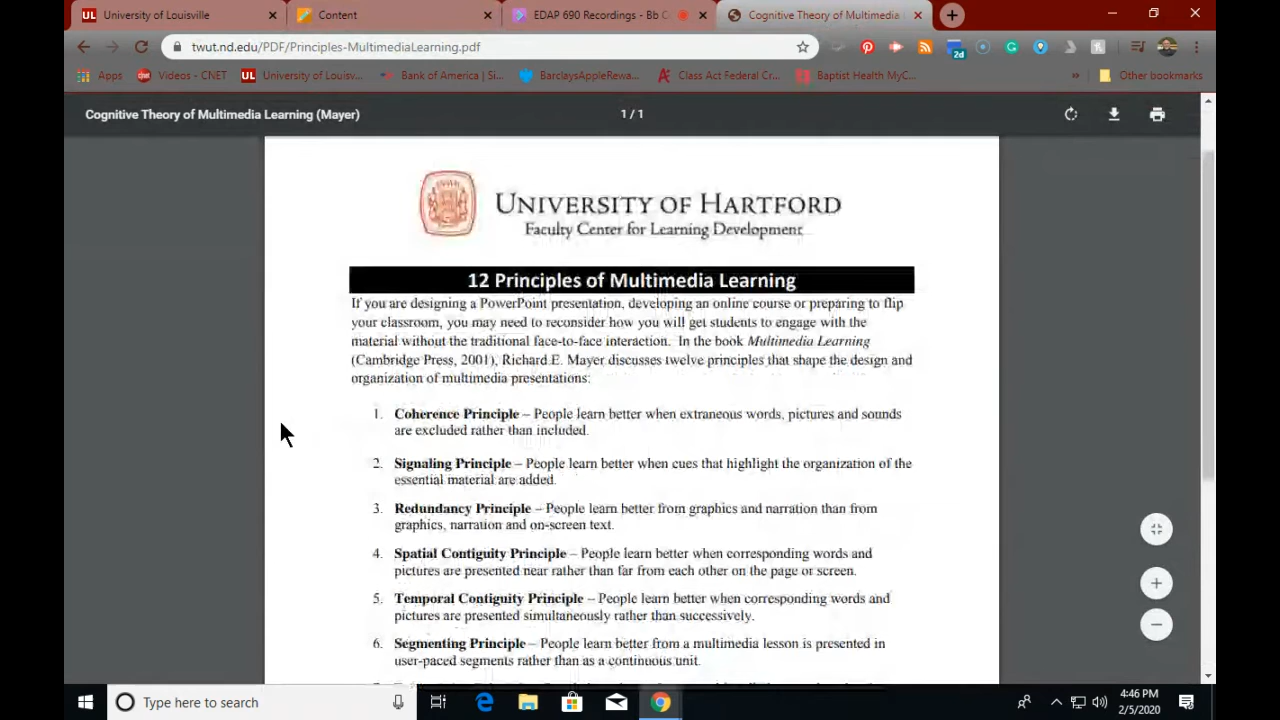 University of Louisville
Content
EDAP 690 Recordings - Bb C
Cognitive Theory of Multimedia
twut.nd.edu/PDF/Principles-MultimediaLearning.pdf
2d
Apps
Videos - CNET
University of Louisv...
Bank of America | Si...
BarclaysAppleRewa...
Class Act Federal Cr...
Baptist Health MyC...
»
Other bookmarks
Cognitive Theory of Multimedia Learning (Mayer)
1 / 1
UNIVERSITY OF HARTFORD
Faculty Center for Learning Development
12 Principles of Multimedia Learning
If you are designing a PowerPoint presentation, developing an online course or preparing to flip
your classroom, you may need to reconsider how you will get students to engage with the
material without the traditional face-to-face interaction. In the book Multimedia Learning
(Cambridge Press, 2001), Richard E. Mayer discusses twelve principles that shape the design and
organization of multimedia presentations:
1. Coherence Principle – People learn better when extraneous words, pictures and sounds
are excluded rather than included.
2. Signaling Principle – People learn better when cues that highlight the organization of the
essential material are added.
3. Redundancy Principle – People learn better from graphics and narration than from
graphics, narration and on-screen text.
4. Spatial Contiguity Principle – People learn better when corresponding words and
pictures are presented near rather than far from each other on the page or screen.
5. Temporal Contiguity Principle – People learn better when corresponding words and
pictures are presented simultaneously rather than successively.
6. Segmenting Principle – People learn better from a multimedia lesson is presented in
user-paced segments rather than as a continuous unit.
Type here to search
4:46 PM
2/5/2020